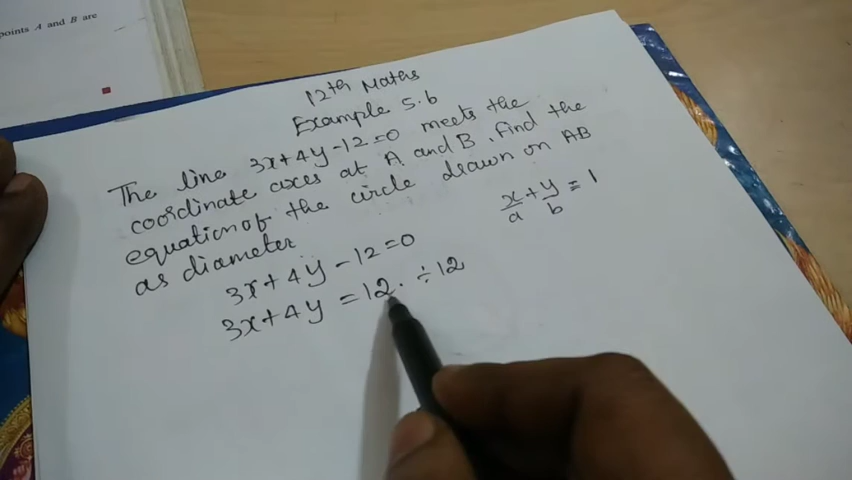 points A and B are
12th Maths
Example 5.6
The line 3x+4y-12=0 meets the
coordinate axes at A and B. Find the
equation of the circle drawn on AB
as diameter
x/a + y/b = 1
3x+4y-12=0
3x+4y =12. ÷12